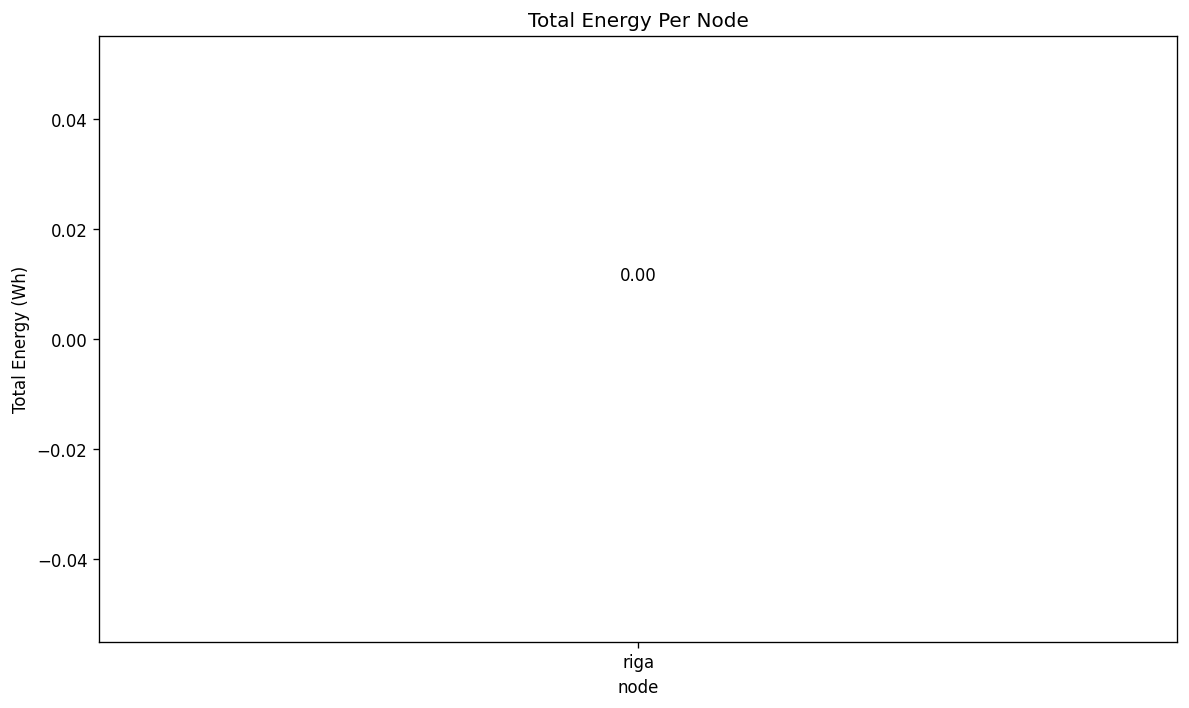 Total Energy Per Node
Total Energy (Wh)
0.04
0.02
0.00
−0.02
−0.04
0.00
riga
node